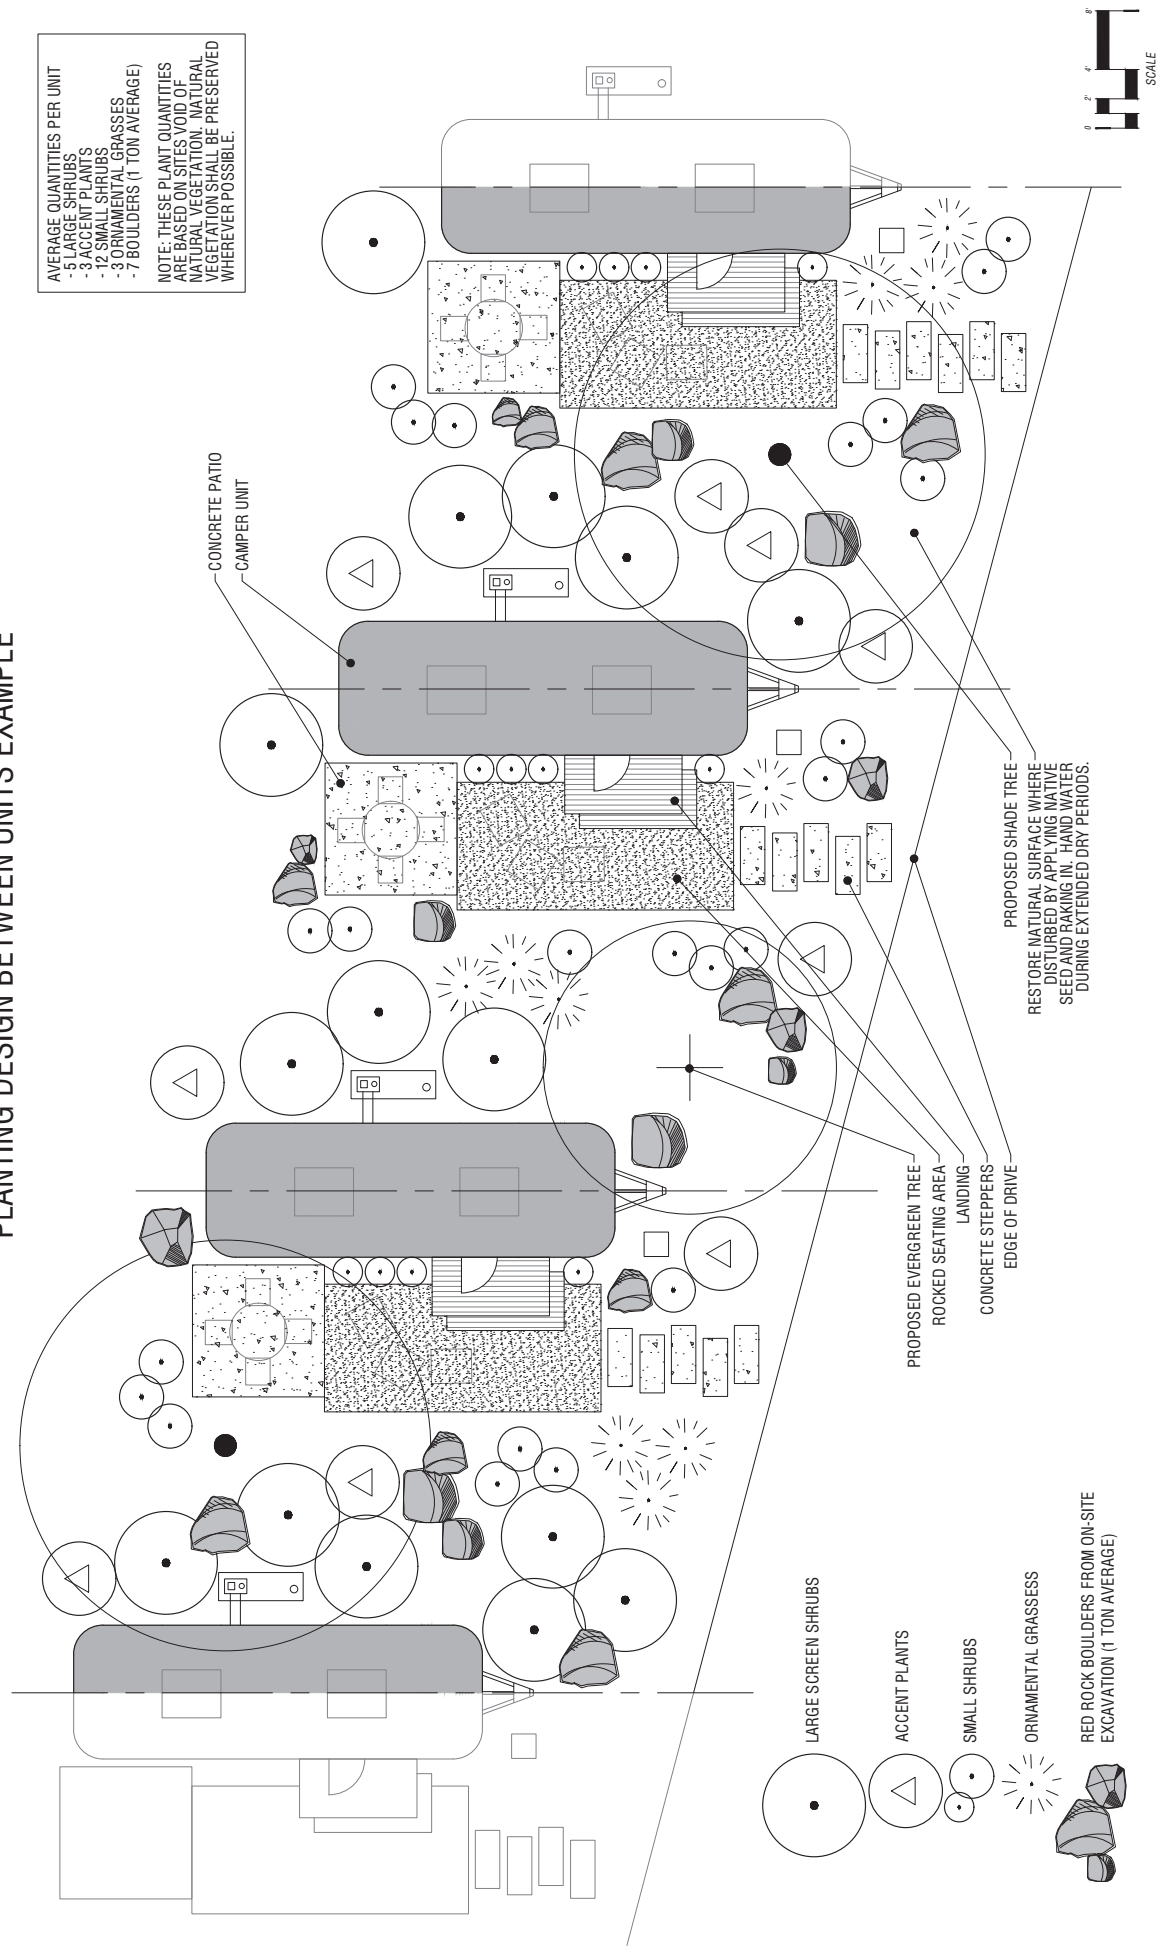 PLANTING DESIGN BETWEEN UNITS EXAMPLE
AVERAGE QUANTITIES PER UNIT
- 5 LARGE SHRUBS
- 3 ACCENT PLANTS
- 12 SMALL SHRUBS
- 3 ORNAMENTAL GRASSES
- 7 BOULDERS (1 TON AVERAGE)
NOTE: THESE PLANT QUANTITIES
ARE BASED ON SITES VOID OF
NATURAL VEGETATION. NATURAL
VEGETATION SHALL BE PRESERVED
WHEREVER POSSIBLE.
CONCRETE PATIO
CAMPER UNIT
PROPOSED SHADE TREE
RESTORE NATURAL SURFACE WHERE
DISTURBED BY APPLYING NATIVE
SEED AND RAKING IN. HAND WATER
DURING EXTENDED DRY PERIODS.
PROPOSED EVERGREEN TREE
ROCKED SEATING AREA
LANDING
CONCRETE STEPPERS
EDGE OF DRIVE
LARGE SCREEN SHRUBS
ACCENT PLANTS
SMALL SHRUBS
ORNAMENTAL GRASSESS
RED ROCK BOULDERS FROM ON-SITE
EXCAVATION (1 TON AVERAGE)
0 2' 4' 8'
SCALE